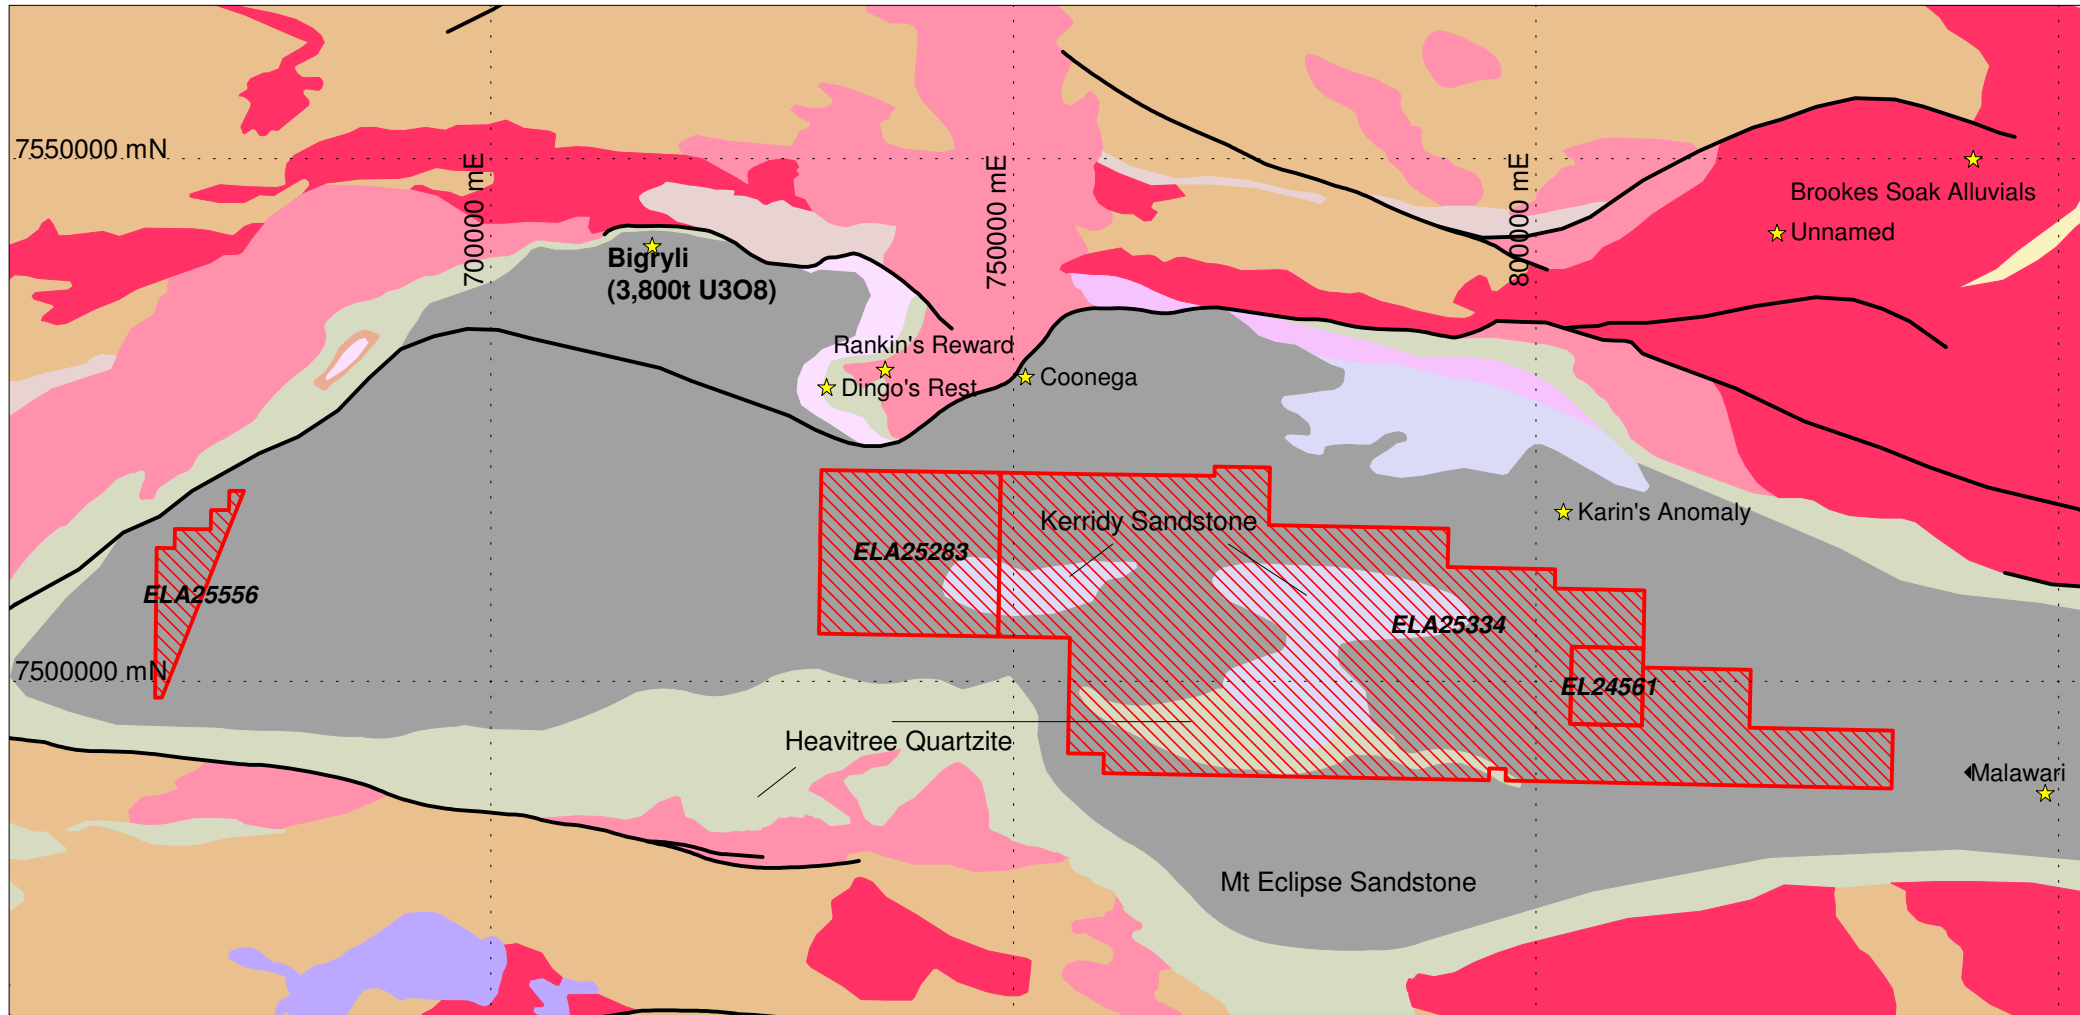 7550000 mN
700000 mE
750000 mE
800000 mE
Brookes Soak Alluvials
Unnamed
Bigryli
(3,800t U3O8)
Rankin's Reward
Dingo's Rest
Coonega
Karin's Anomaly
Kerridy Sandstone
ELA25283
ELA25556
ELA25334
7500000 mN
EL24561
Heavitree Quartzite
Malawari
Mt Eclipse Sandstone